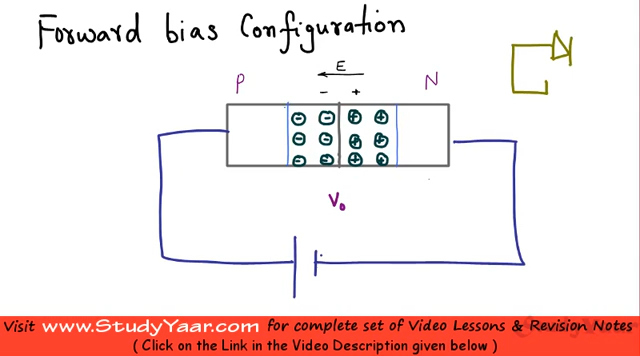 Forward bias Configuration
E
P - + N
⊖ ⊖ ⊕ ⊕
⊖ ⊖ ⊕ ⊕
⊖ ⊖ ⊕ ⊕
V₀
Visit www.StudyYaar.com for complete set of Video Lessons & Revision Notes
( Click on the Link in the Video Description given below )